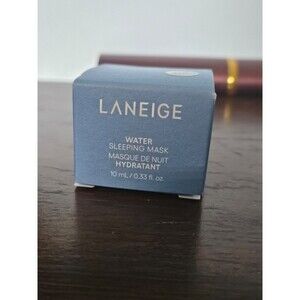 LANEIGE
WATER
SLEEPING MASK
MASQUE DE NUIT
HYDRATANT
10 mL / 0.33 fl. oz.